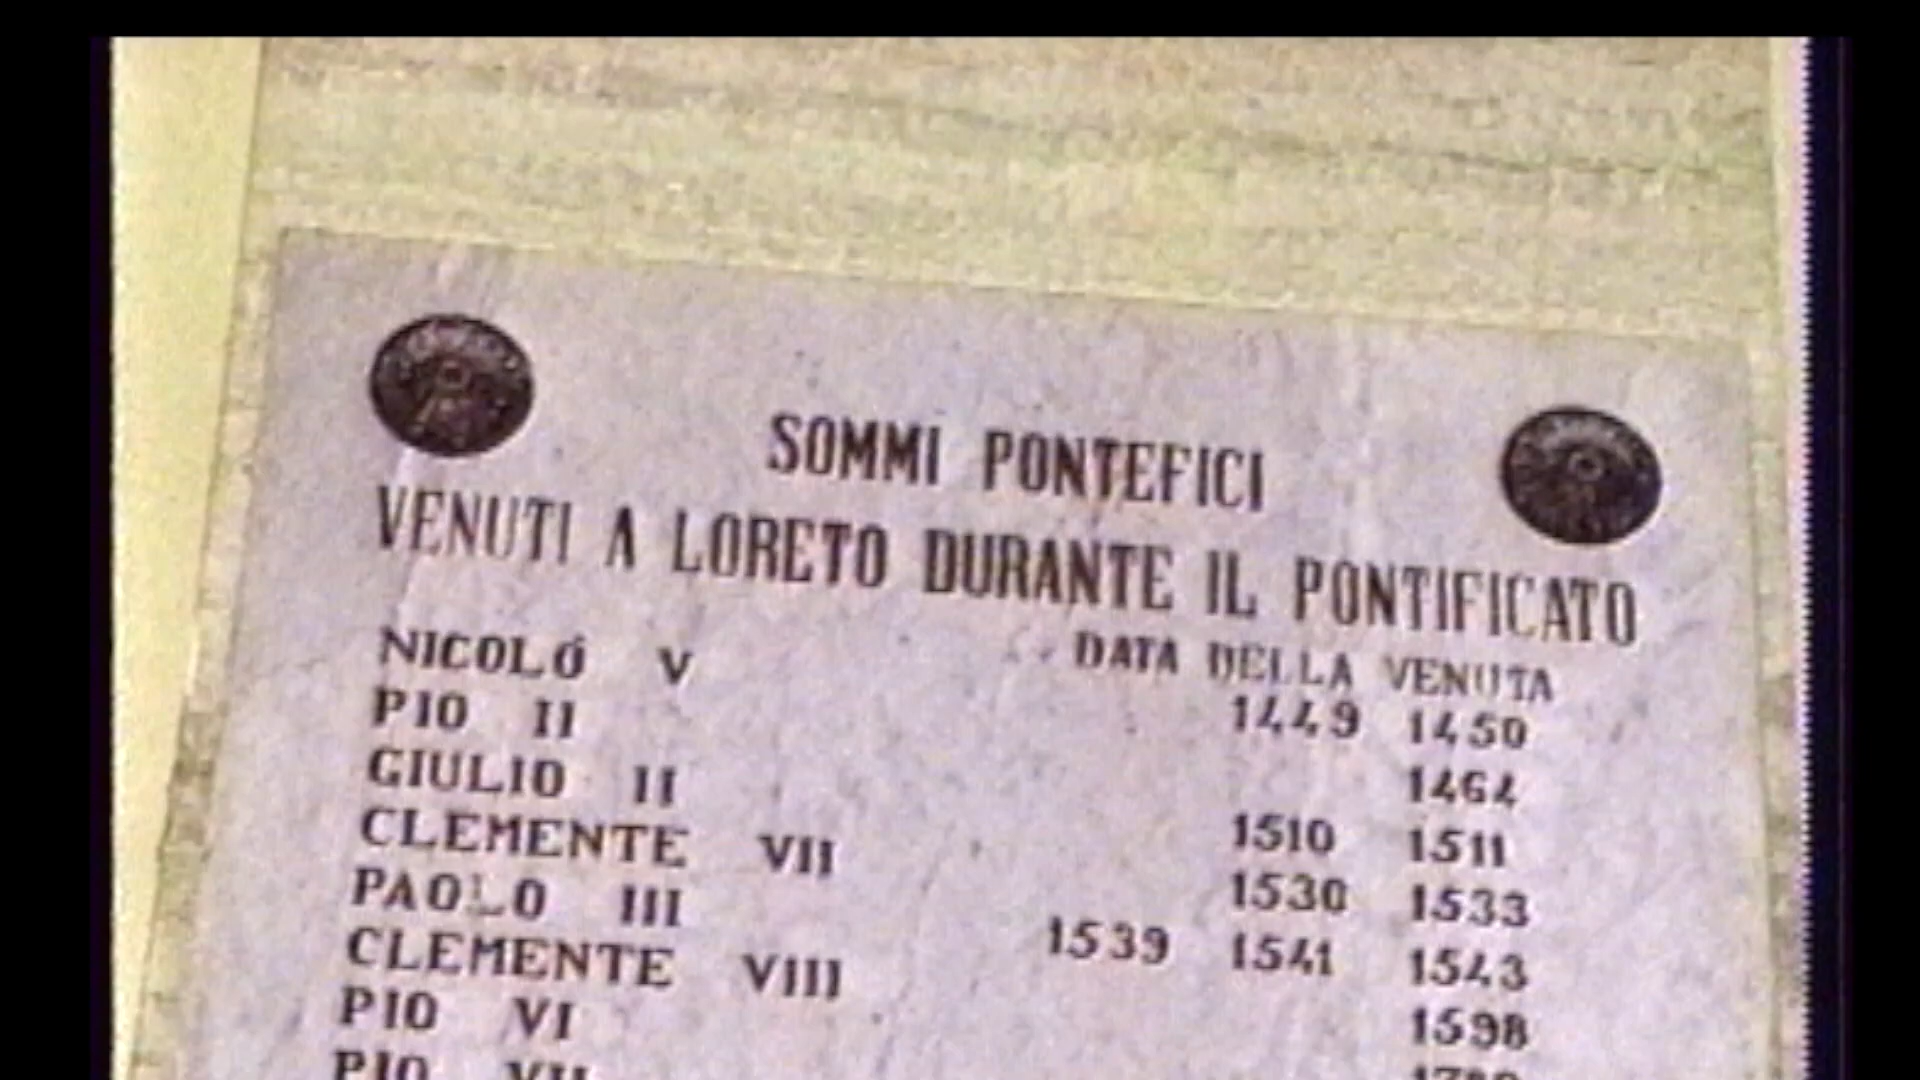 SOMMI PONTEFICI
VENUTI A LORETO DURANTE IL PONTIFICATO
DATA DELLA VENUTA
NICOLÓ V 1449 1450
PIO II 1464
GIULIO II 1510 1511
CLEMENTE VII 1530 1533
PAOLO III 1539 1541 1543
CLEMENTE VIII 1598
PIO VI
PIO VII